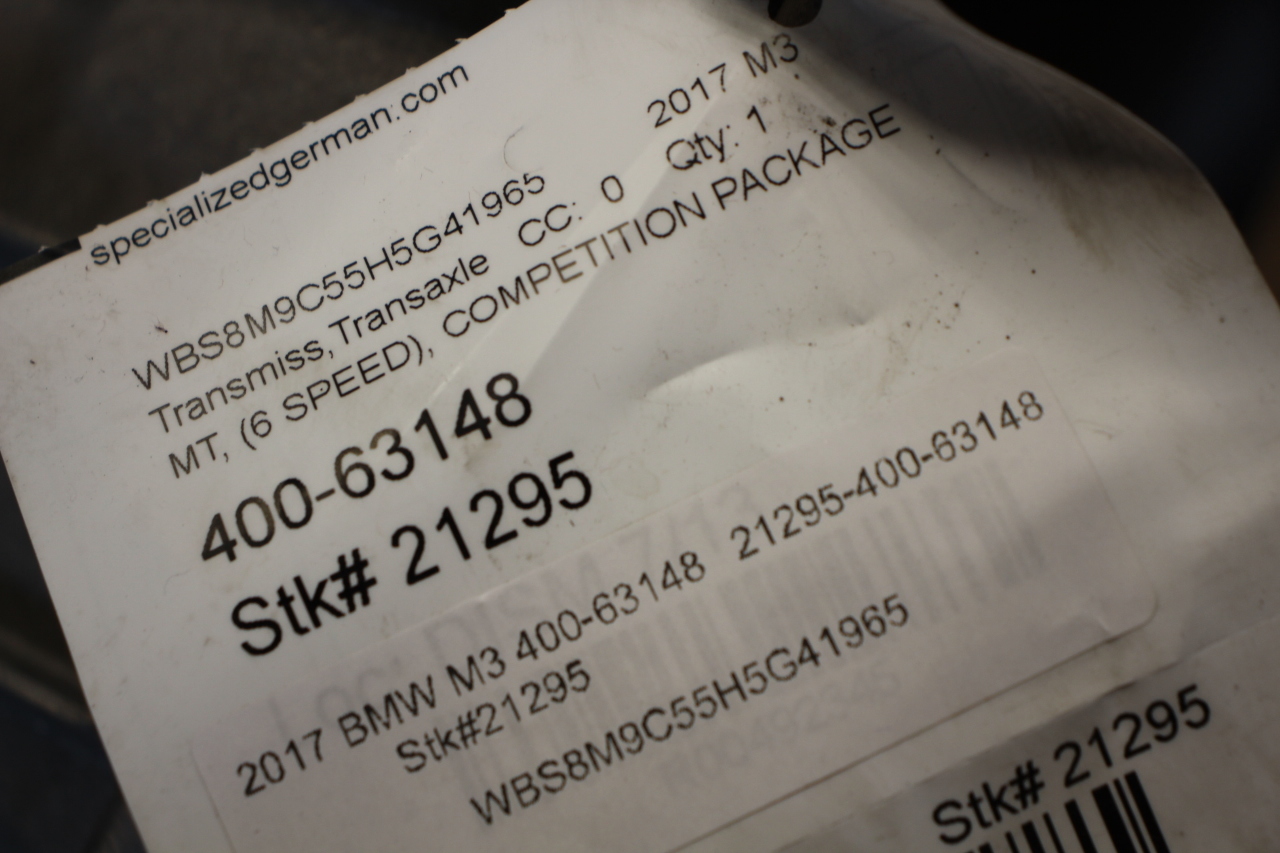 specializedgerman.com
WBS8M9C55H5G41965 2017 M3
Transmiss,Transaxle CC: 0 Qty: 1
MT, (6 SPEED), COMPETITION PACKAGE
400-63148
Stk# 21295
2017 BMW M3 400-63148 21295-400-63148
Stk#21295
WBS8M9C55H5G41965
Stk# 21295